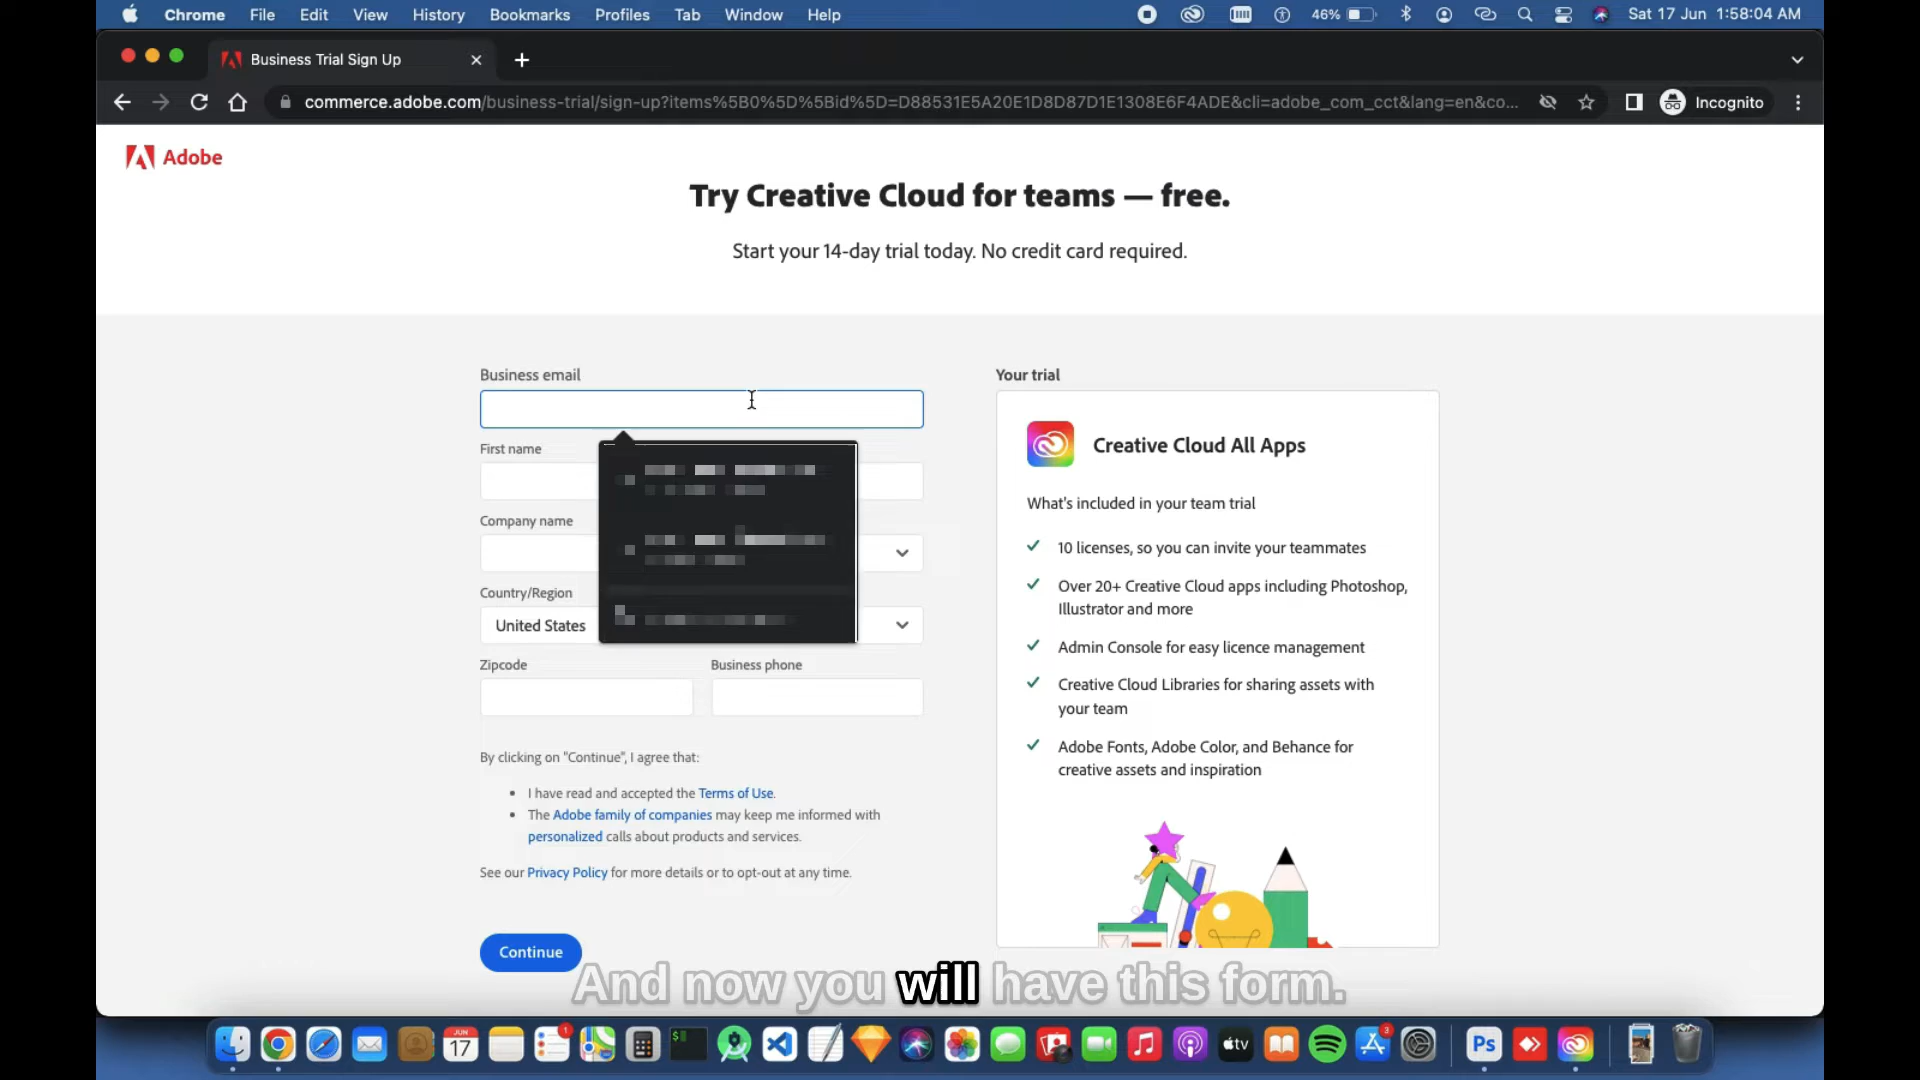 Chrome File Edit View History Bookmarks Profiles Tab Window Help 46% Sat 17 Jun 1:58:04 AM
Business Trial Sign Up
commerce.adobe.com/business-trial/sign-up?items%5B0%5D%5Bid%5D=D88531E5A20E1D8D87D1E1308E6F4ADE&cli=adobe_com_cct&lang=en&co... Incognito
Adobe
Try Creative Cloud for teams — free.
Start your 14-day trial today. No credit card required.
Business email
First name
Company name
Country/Region
United States
Zipcode Business phone
By clicking on "Continue", I agree that:
• I have read and accepted the Terms of Use.
• The Adobe family of companies may keep me informed with
personalized calls about products and services.
See our Privacy Policy for more details or to opt-out at any time.
Continue
Your trial
Creative Cloud All Apps
What's included in your team trial
10 licenses, so you can invite your teammates
Over 20+ Creative Cloud apps including Photoshop,
Illustrator and more
Admin Console for easy licence management
Creative Cloud Libraries for sharing assets with
your team
Adobe Fonts, Adobe Color, and Behance for
creative assets and inspiration
And now you will have this form.
JUN
17
1
tv
3
Ps